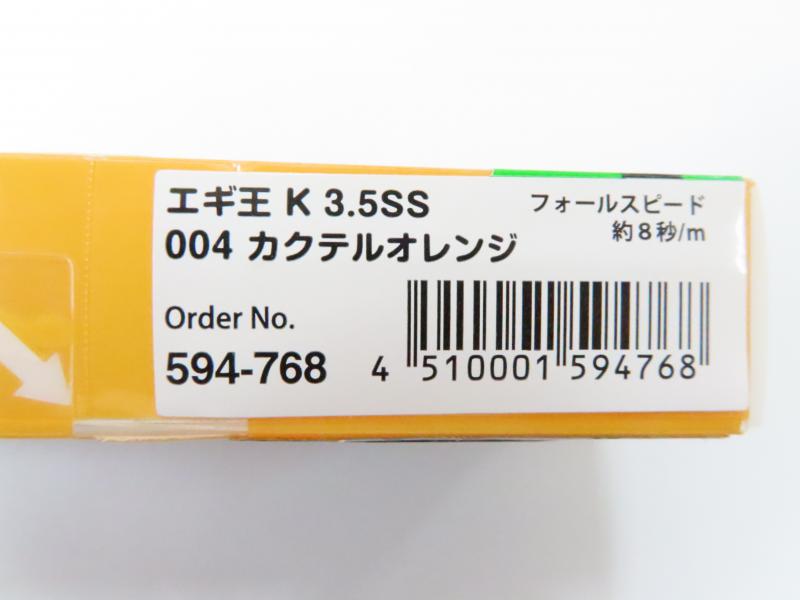 エギ王 K 3.5SS
004 カクテルオレンジ
フォールスピード
約8秒/m
Order No.
594-768
4 510001 594768